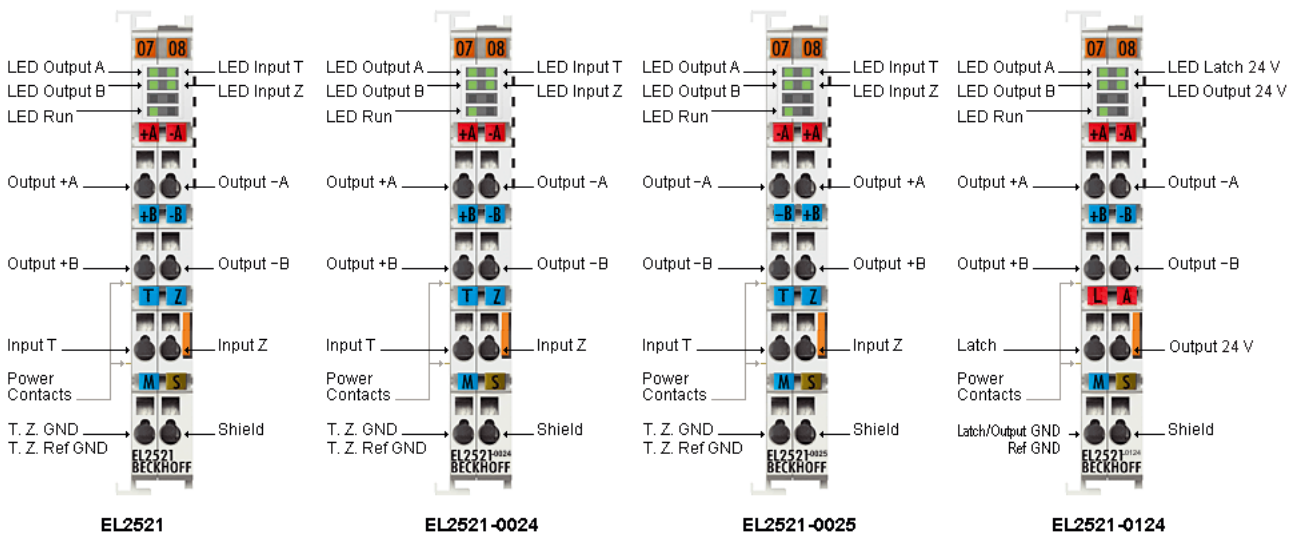 07 08
LED Output A
LED Input T
LED Output B
LED Input Z
LED Run
+A -A
Output +A
Output −A
+B -B
Output +B
Output −B
T Z
Input T
Input Z
Power
Contacts
M S
T. Z. GND
T. Z. Ref GND
Shield
EL2521
BECKHOFF
EL2521
07 08
LED Output A
LED Input T
LED Output B
LED Input Z
LED Run
+A -A
Output +A
Output −A
+B -B
Output +B
Output −B
T Z
Input T
Input Z
Power
Contacts
M S
T. Z. GND
T. Z. Ref GND
Shield
EL2521-0024
BECKHOFF
EL2521-0024
07 08
LED Output A
LED Input T
LED Output B
LED Input Z
LED Run
-A +A
Output −A
Output +A
−B +B
Output −B
Output +B
T Z
Input T
Input Z
Power
Contacts
M S
T. Z. GND
T. Z. Ref GND
Shield
EL2521-0025
BECKHOFF
EL2521-0025
07 08
LED Output A
LED Latch 24 V
LED Output B
LED Output 24 V
LED Run
+A -A
Output +A
Output −A
+B -B
Output +B
Output −B
L A
Latch
Output 24 V
Power
Contacts
M S
Latch/Output GND
Ref GND
Shield
EL2521-0124
BECKHOFF
EL2521-0124